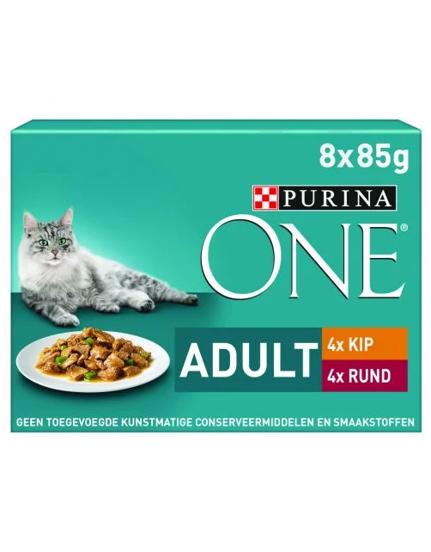 8x85g
PURINA
ONE®
ADULT
4x KIP
4x RUND
GEEN TOEGEVOEGDE KUNSTMATIGE CONSERVEERMIDDELEN EN SMAAKSTOFFEN